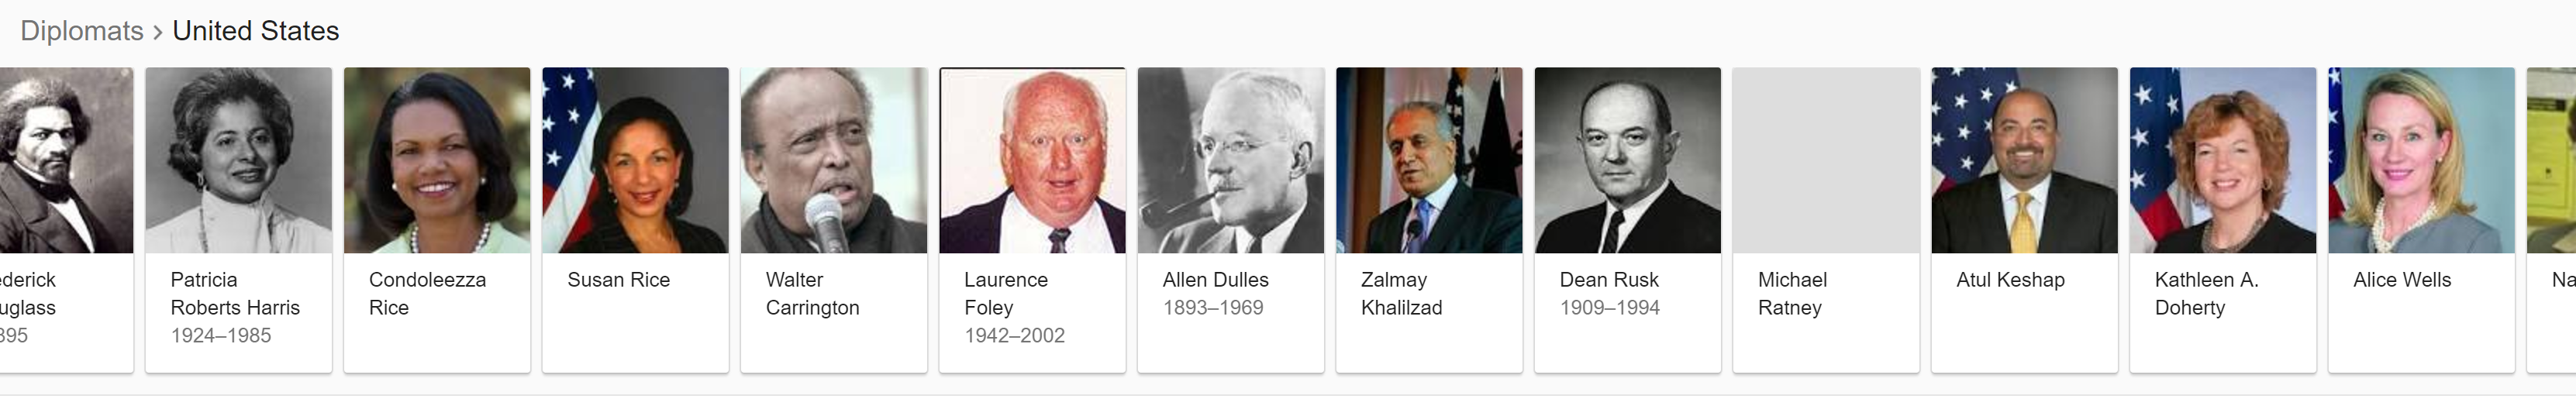 Diplomats > United States
ederick
uglass
395
Patricia
Roberts Harris
1924–1985
Condoleezza
Rice
Susan Rice
Walter
Carrington
Laurence
Foley
1942–2002
Allen Dulles
1893–1969
Zalmay
Khalilzad
Dean Rusk
1909–1994
Michael
Ratney
Atul Keshap
Kathleen A.
Doherty
Alice Wells
Na